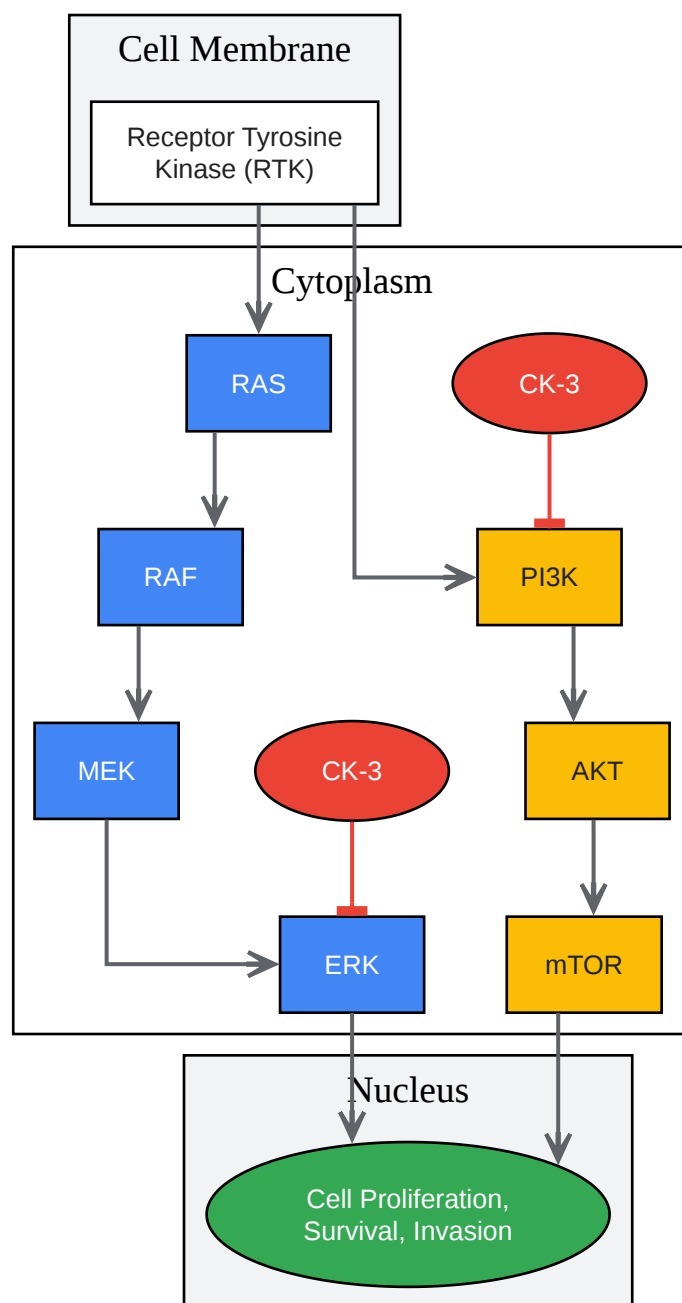 Cell Membrane
Receptor Tyrosine
Kinase (RTK)
Cytoplasm
RAS
CK-3
RAF
PI3K
MEK
CK-3
AKT
ERK
mTOR
Nucleus
Cell Proliferation,
Survival, Invasion